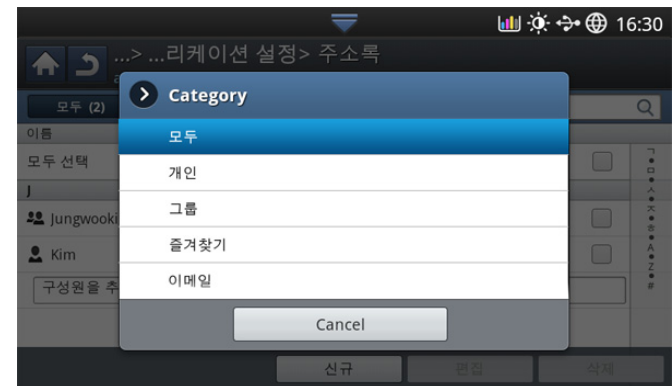 16:30
...> ...리케이션 설정> 주소록
모두 (2)
Category
이름
모두
모두 선택
개인
J
그룹
Jungwooki
즐겨찾기
Kim
이메일
구성원을 추
Cancel
ㄱ
ㅁ
ㅅ
ㅈ
ㅎ
A
Z
#
신규
편집
삭제